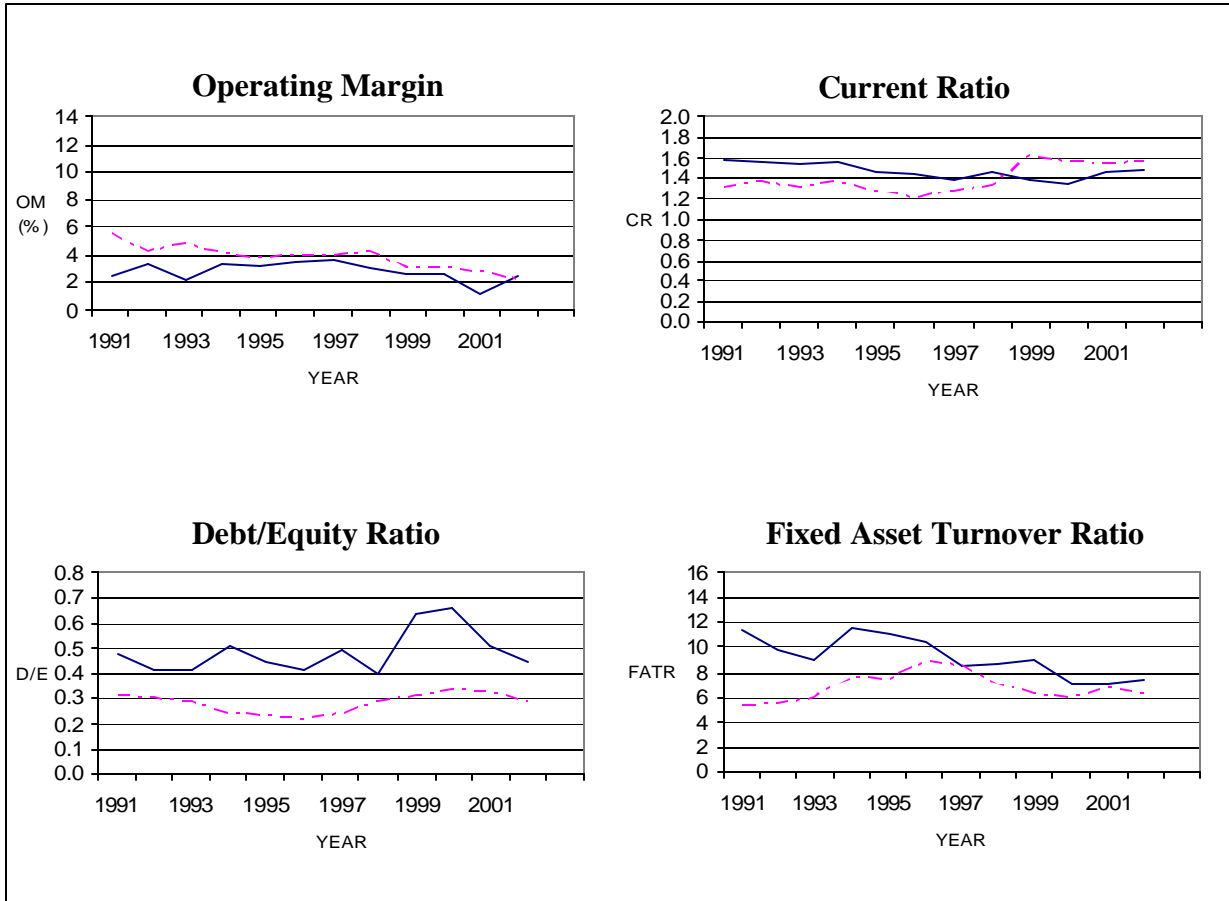 Operating Margin
14
12
10
8
6
4
2
0
OM
(%)
1991 1993 1995 1997 1999 2001
YEAR
Current Ratio
2.0
1.8
1.6
1.4
1.2
1.0
0.8
0.6
0.4
0.2
0.0
CR
1991 1993 1995 1997 1999 2001
YEAR
Debt/Equity Ratio
0.8
0.7
0.6
0.5
0.4
0.3
0.2
0.1
0.0
D/E
1991 1993 1995 1997 1999 2001
YEAR
Fixed Asset Turnover Ratio
16
14
12
10
8
6
4
2
0
FATR
1991 1993 1995 1997 1999 2001
YEAR